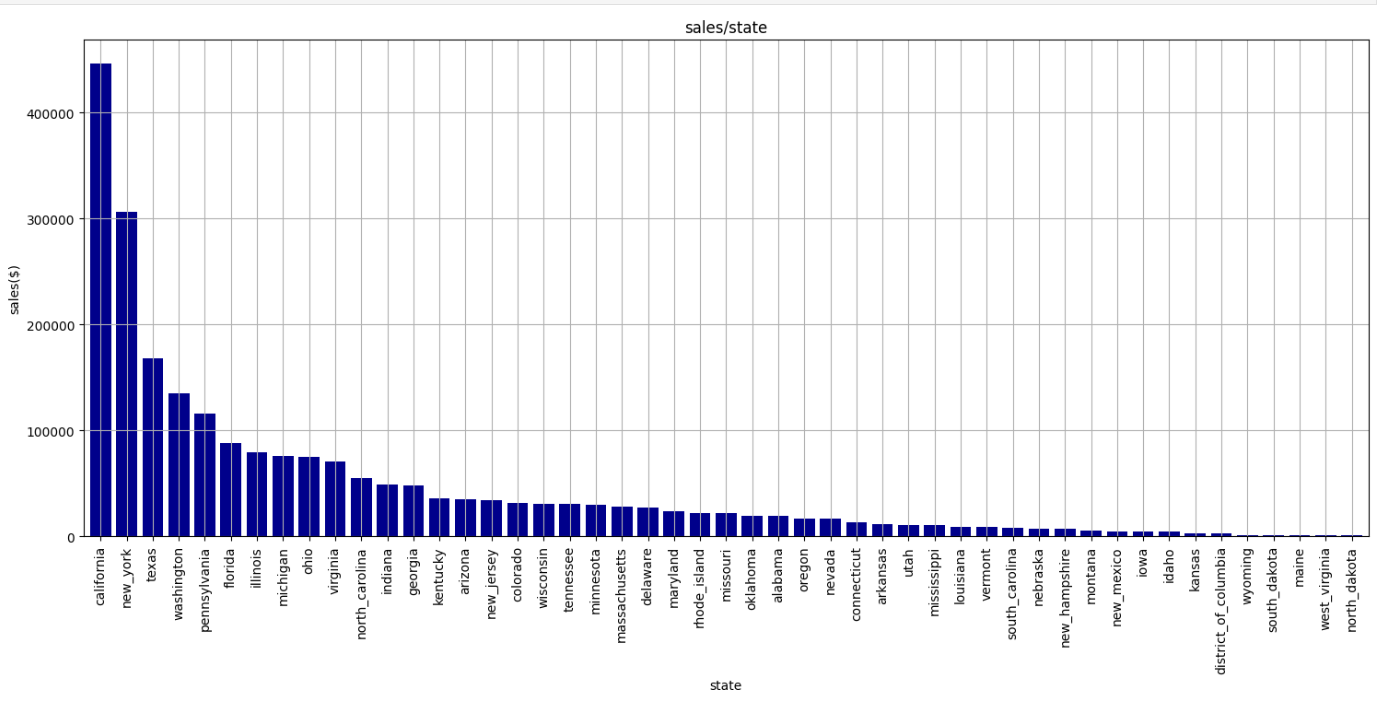 sales/state
sales($)
400000
300000
200000
100000
0
california
new_york
texas
washington
pennsylvania
florida
illinois
michigan
ohio
virginia
north_carolina
indiana
georgia
kentucky
arizona
new_jersey
colorado
wisconsin
tennessee
minnesota
massachusetts
delaware
maryland
rhode_island
missouri
oklahoma
alabama
oregon
nevada
connecticut
arkansas
utah
mississippi
louisiana
vermont
south_carolina
nebraska
new_hampshire
montana
new_mexico
iowa
idaho
kansas
district_of_columbia
wyoming
south_dakota
maine
west_virginia
north_dakota
state